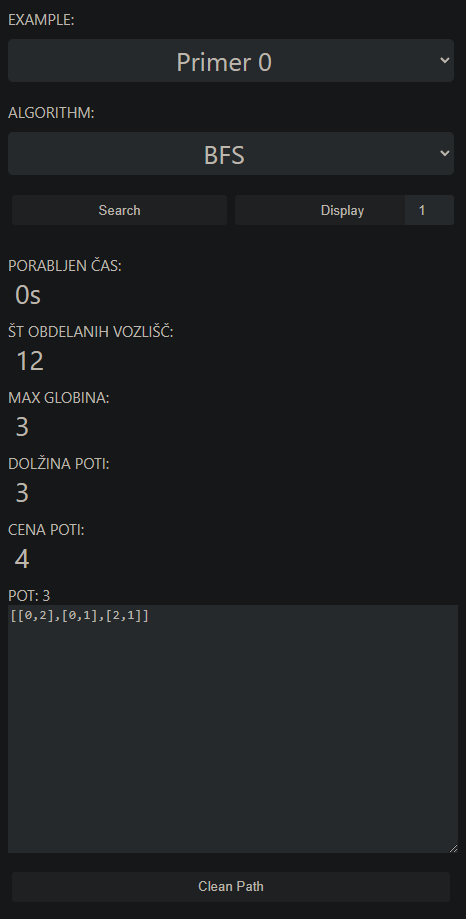 EXAMPLE:
Primer 0
ALGORITHM:
BFS
Search Display 1
PORABLJEN ČAS:
0s
ŠT OBDELANIH VOZLIŠČ:
12
MAX GLOBINA:
3
DOLŽINA POTI:
3
CENA POTI:
4
POT: 3
[[0,2],[0,1],[2,1]]
Clean Path